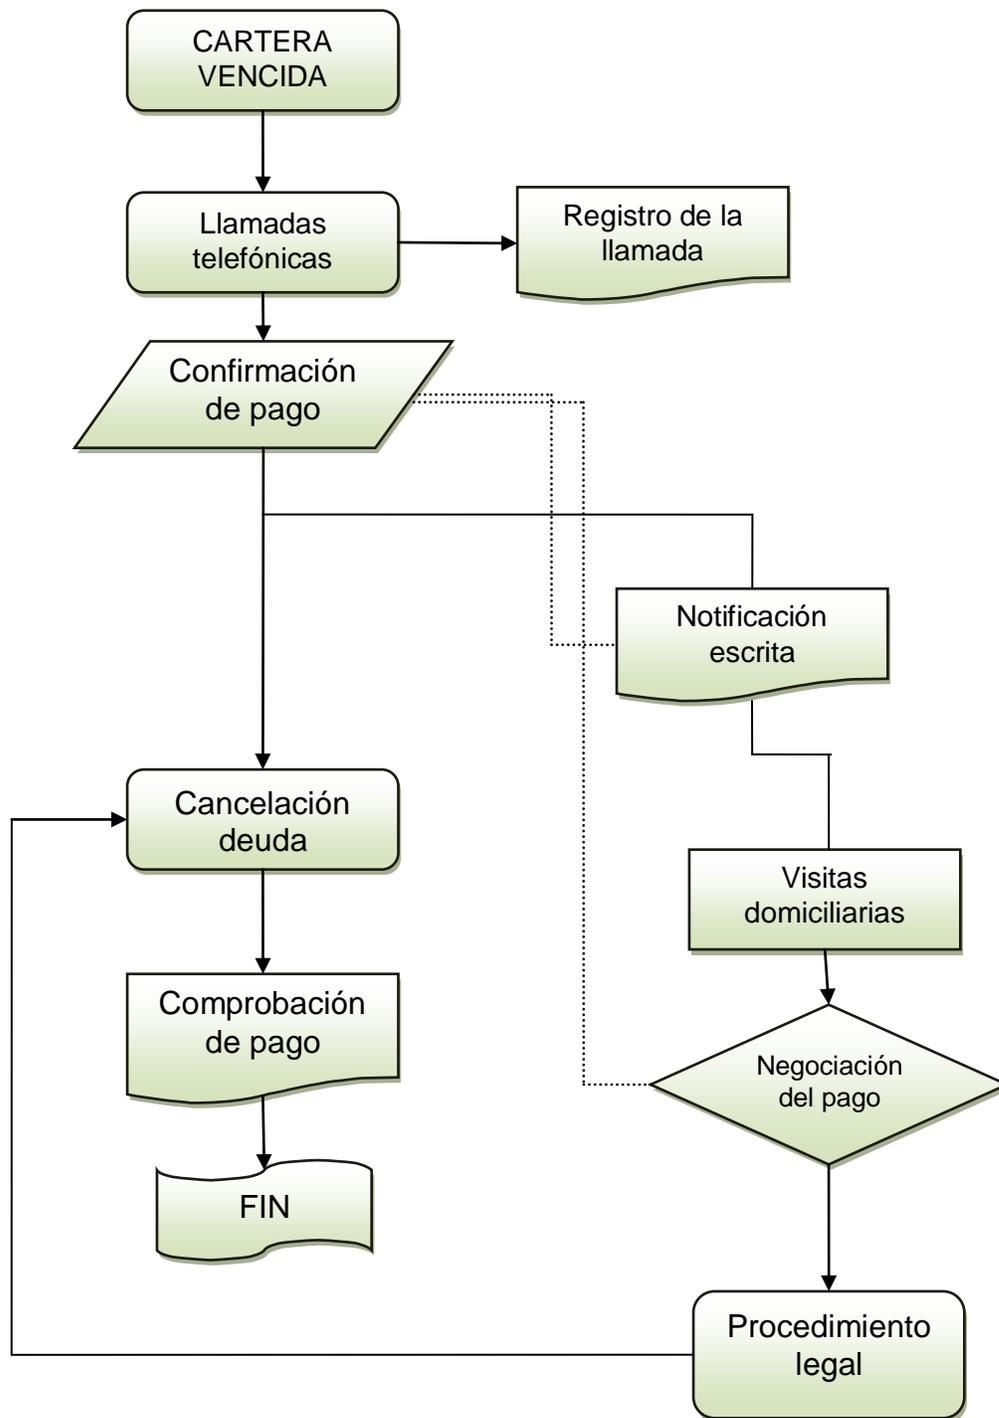 CARTERA
VENCIDA
Llamadas
telefónicas
Registro de la
llamada
Confirmación
de pago
Notificación
escrita
Cancelación
deuda
Visitas
domiciliarias
Comprobación
de pago
Negociación
del pago
FIN
Procedimiento
legal